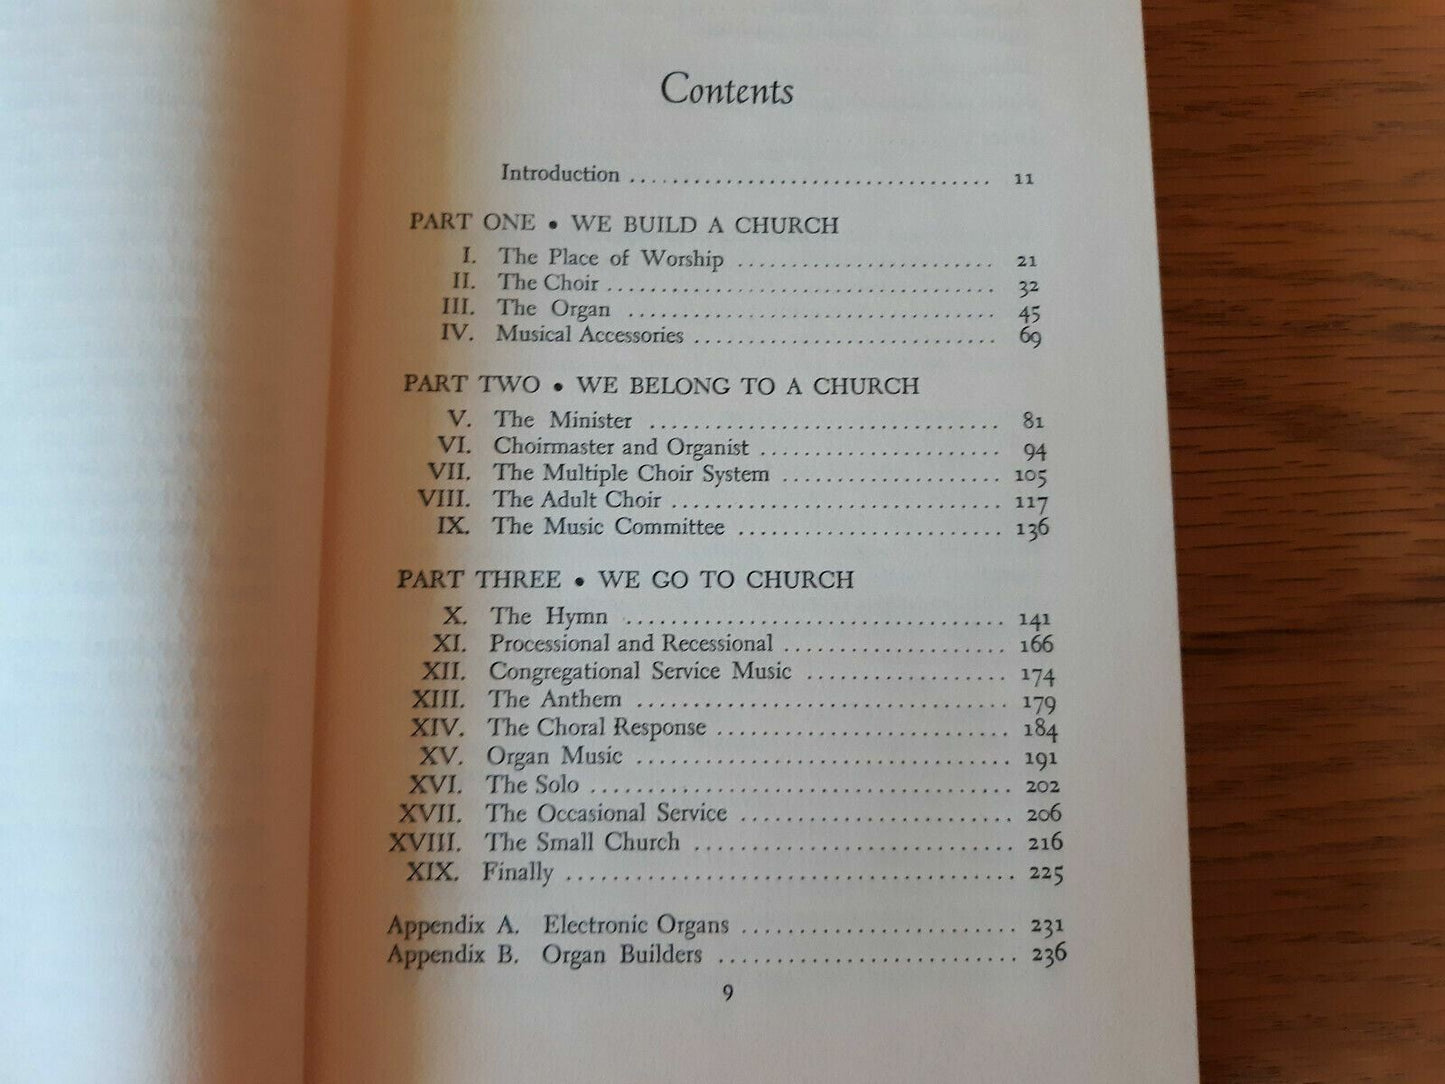 Contents
Introduction .................................. 11
PART ONE • WE BUILD A CHURCH
I. The Place of Worship ........................ 21
II. The Choir .................................... 32
III. The Organ .................................. 45
IV. Musical Accessories ............................ 69
PART TWO • WE BELONG TO A CHURCH
V. The Minister ................................. 81
VI. Choirmaster and Organist ...................... 94
VII. The Multiple Choir System .................... 105
VIII. The Adult Choir ............................... 117
IX. The Music Committee ......................... 136
PART THREE • WE GO TO CHURCH
X. The Hymn ................................... 141
XI. Processional and Recessional ..................... 166
XII. Congregational Service Music ................... 174
XIII. The Anthem .................................. 179
XIV. The Choral Response ........................... 184
XV. Organ Music .................................. 191
XVI. The Solo ...................................... 202
XVII. The Occasional Service ........................ 206
XVIII. The Small Church ............................ 216
XIX. Finally ....................................... 225
Appendix A. Electronic Organs ........................ 231
Appendix B. Organ Builders .......................... 236
9